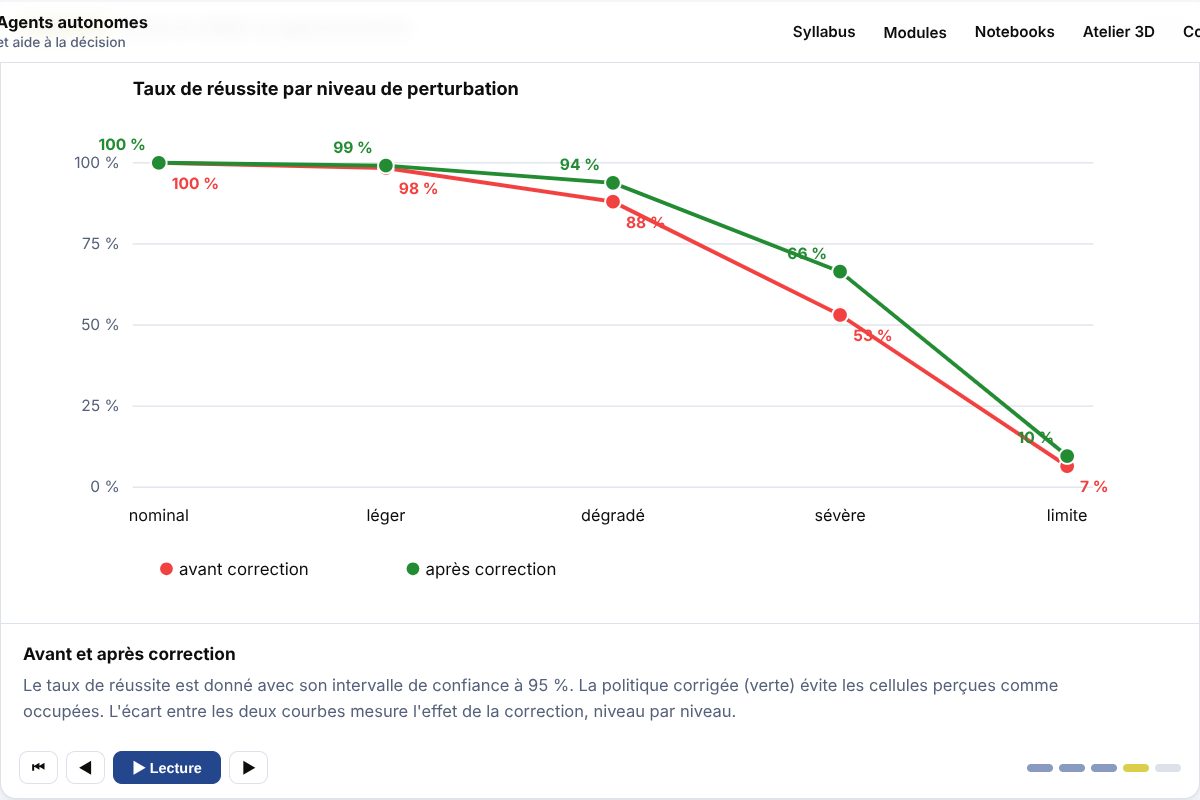 Agents autonomes
et aide à la décision
Syllabus
Modules
Notebooks
Atelier 3D
Taux de réussite par niveau de perturbation
100 %
99 %
94 %
66 %
10 %
100 %
98 %
88 %
53 %
7 %
100 %
75 %
50 %
25 %
0 %
nominal
léger
dégradé
sévère
limite
avant correction
après correction
Avant et après correction
Le taux de réussite est donné avec son intervalle de confiance à 95 %. La politique corrigée (verte) évite les cellules perçues comme
occupées. L'écart entre les deux courbes mesure l'effet de la correction, niveau par niveau.
Lecture